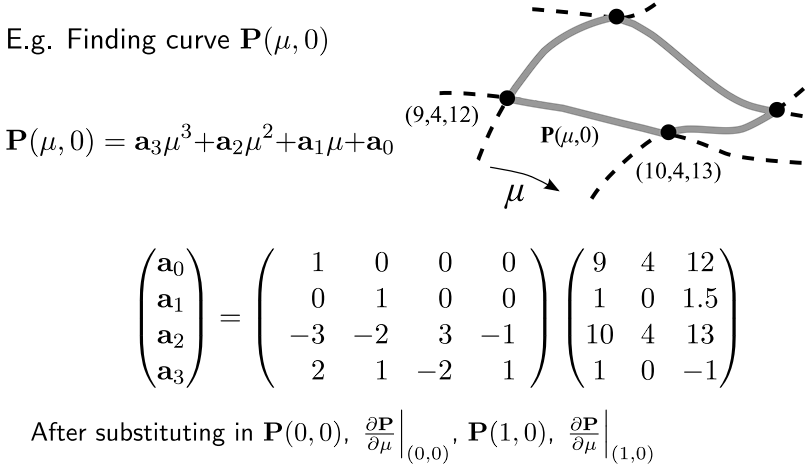 E.g. Finding curve P(μ, 0)
P(μ, 0) = a₃μ³+a₂μ²+a₁μ+a₀
(9,4,12)
P(μ,0)
(10,4,13)
μ
a₀ 1 0 0 0 9 4 12
a₁ 0 1 0 0 1 0 1.5
a₂ = −3 −2 3 −1 10 4 13
a₃ 2 1 −2 1 1 0 −1
After substituting in P(0, 0), ∂P/∂μ|(0,0), P(1, 0), ∂P/∂μ|(1,0)